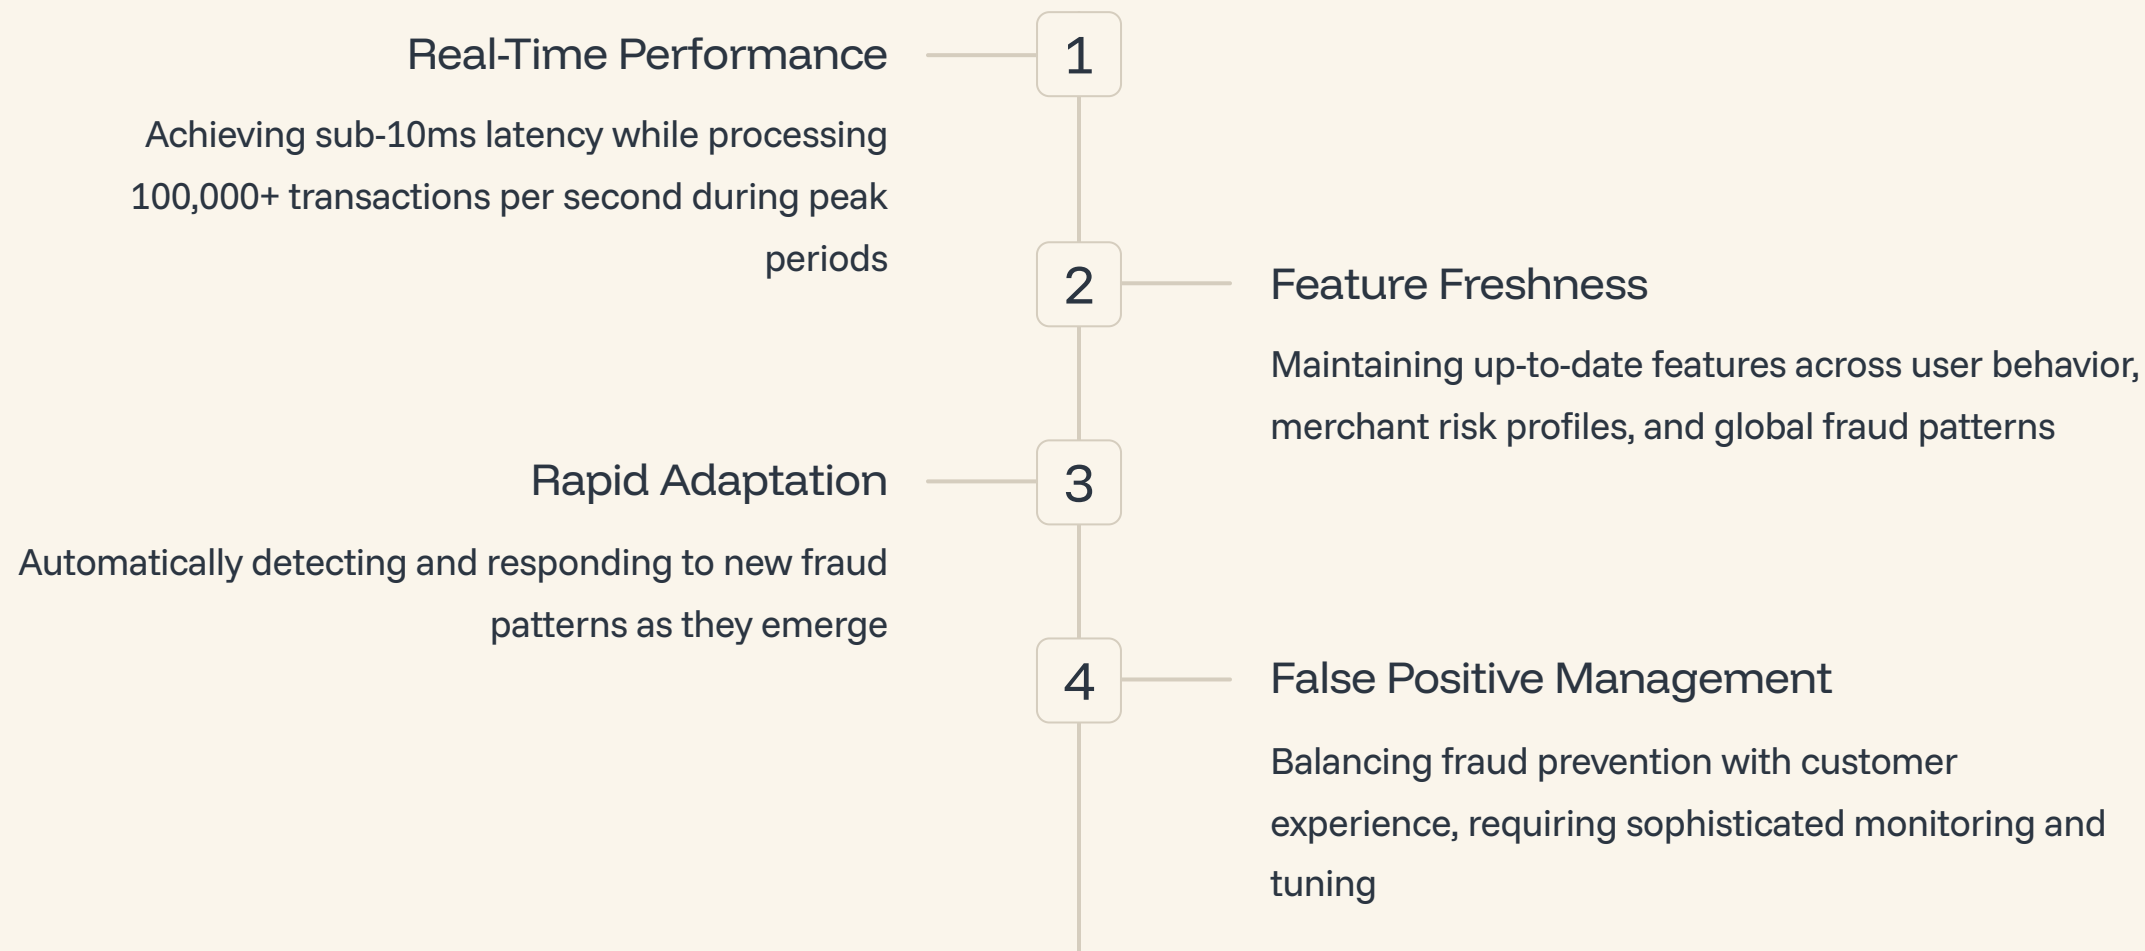 1
Real-Time Performance
Achieving sub-10ms latency while processing
100,000+ transactions per second during peak
periods
2
Feature Freshness
Maintaining up-to-date features across user behavior,
merchant risk profiles, and global fraud patterns
3
Rapid Adaptation
Automatically detecting and responding to new fraud
patterns as they emerge
4
False Positive Management
Balancing fraud prevention with customer
experience, requiring sophisticated monitoring and
tuning